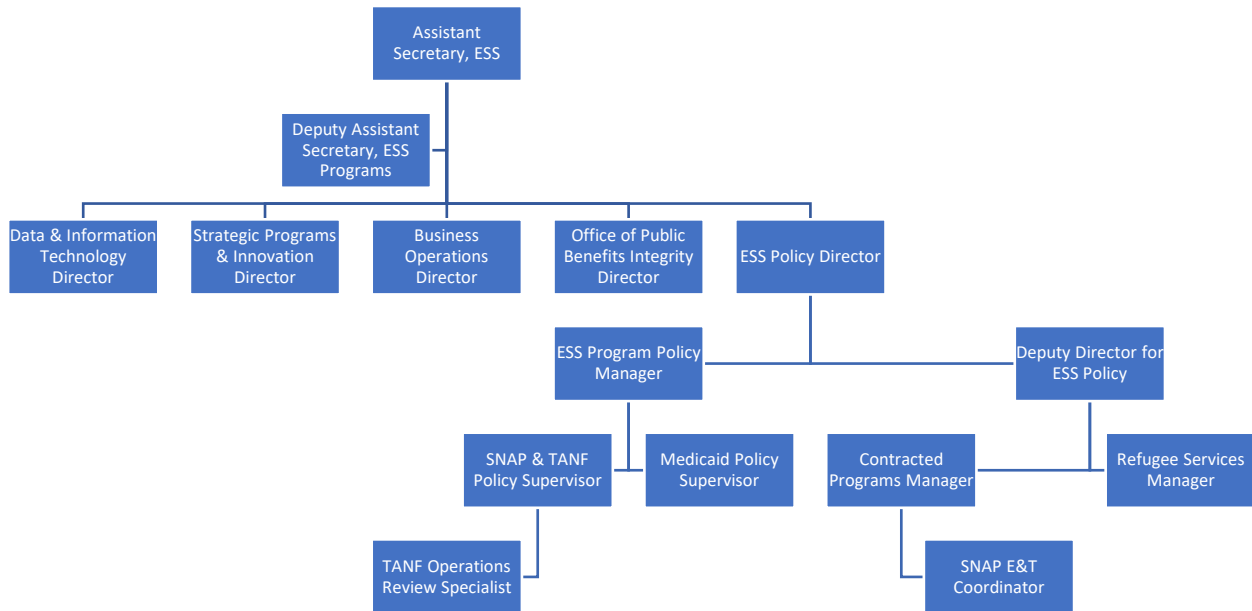 Assistant
Secretary, ESS
Deputy Assistant
Secretary, ESS
Programs
Data & Information
Technology
Director
Strategic Programs
& Innovation
Director
Business
Operations
Director
Office of Public
Benefits Integrity
Director
ESS Policy Director
ESS Program Policy
Manager
Deputy Director for
ESS Policy
SNAP & TANF
Policy Supervisor
Medicaid Policy
Supervisor
Contracted
Programs Manager
Refugee Services
Manager
TANF Operations
Review Specialist
SNAP E&T
Coordinator